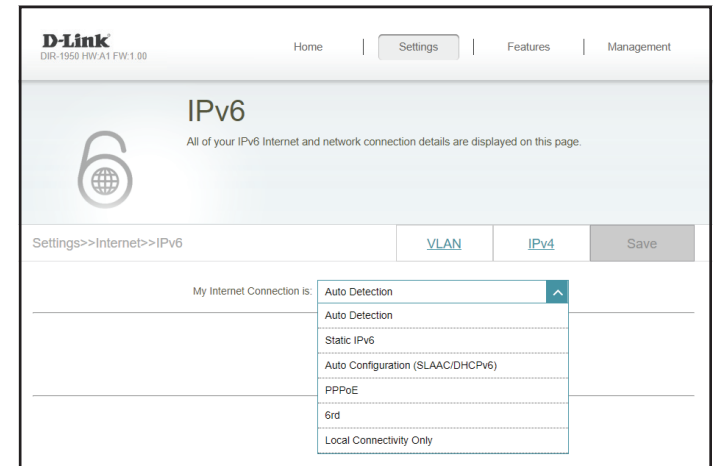 D-Link
DIR-1950 HW:A1 FW:1.00
Home | Settings | Features | Management
IPv6
All of your IPv6 Internet and network connection details are displayed on this page.
Settings>>Internet>>IPv6 VLAN IPv4 Save
My Internet Connection is: Auto Detection
Auto Detection
Static IPv6
Auto Configuration (SLAAC/DHCPv6)
PPPoE
6rd
Local Connectivity Only